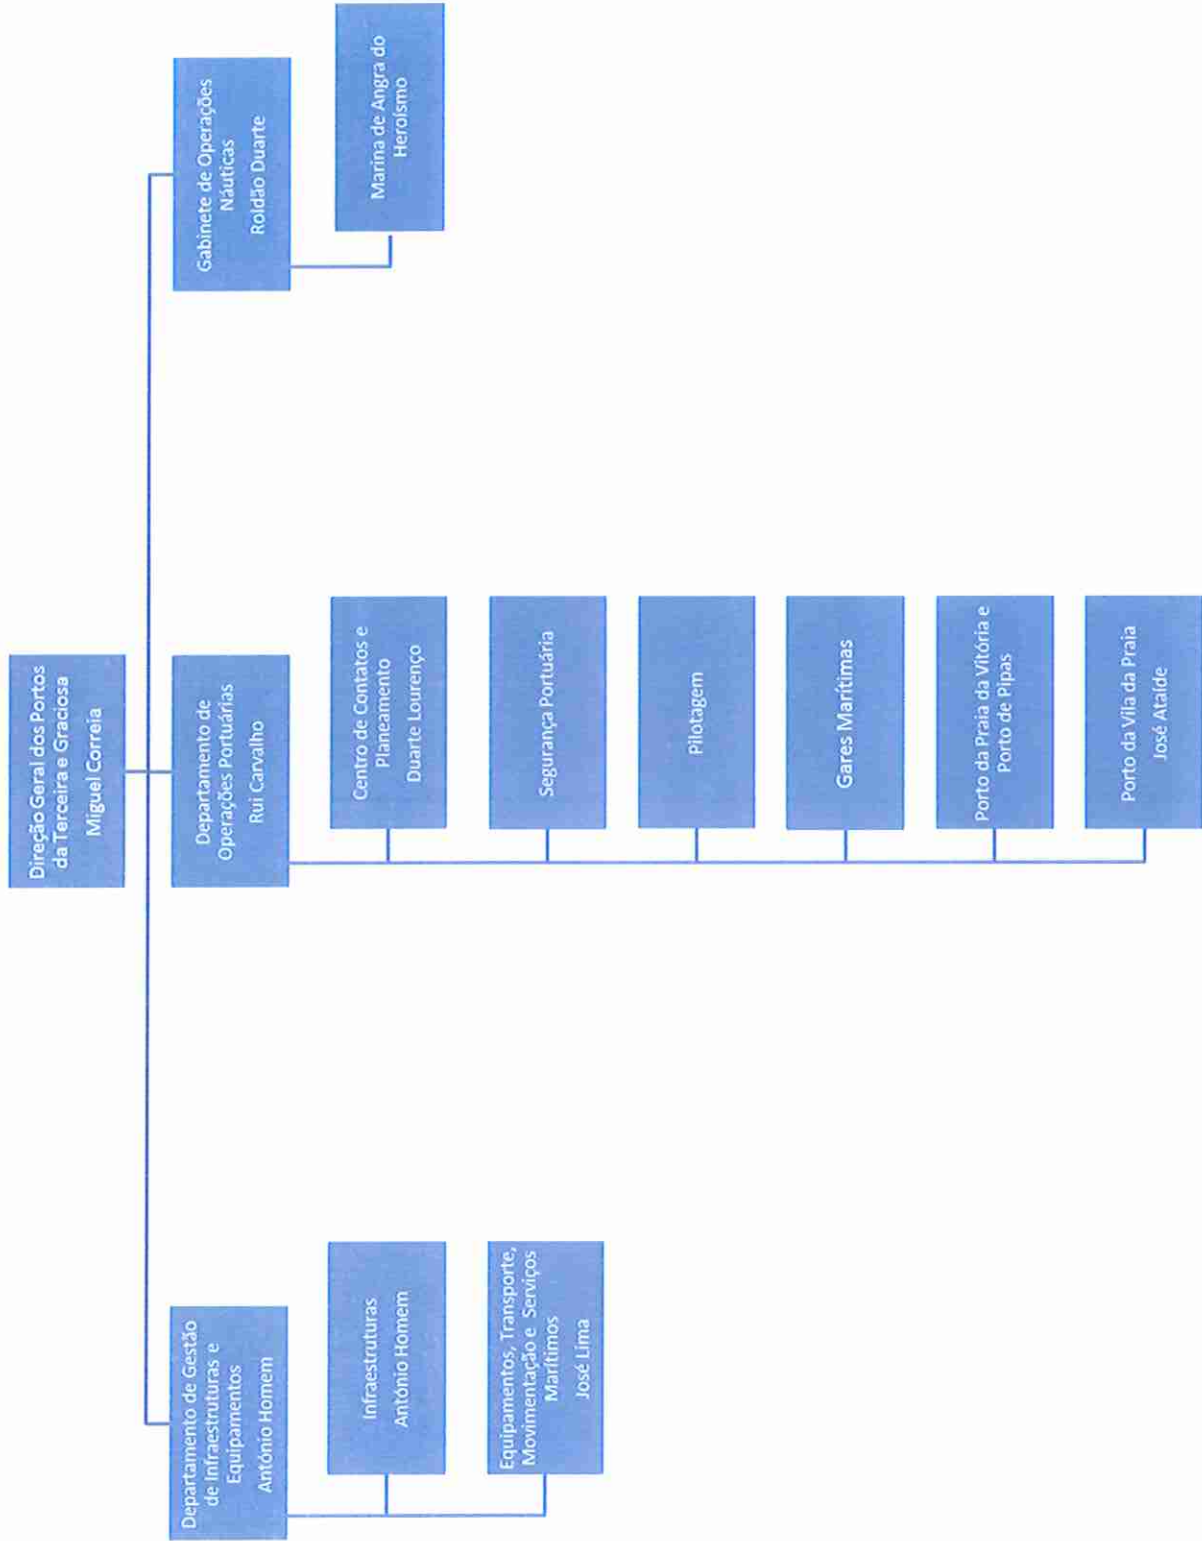 Direção Geral dos Portos
da Terceira e Graciosa
Miguel Correia
Departamento de Gestão
de Infraestruturas e
Equipamentos
António Homem
Infraestruturas
António Homem
Equipamentos, Transporte,
Movimentação e Serviços
Marítimos
José Lima
Departamento de
Operações Portuárias
Rui Carvalho
Centro de Contatos e
Planeamento
Duarte Lourenço
Segurança Portuária
Pilotagem
Gares Marítimas
Porto da Praia da Vitória e
Porto de Pipas
Porto da Vila da Praia
José Ataíde
Gabinete de Operações
Náuticas
Roldão Duarte
Marina de Angra do
Heroísmo